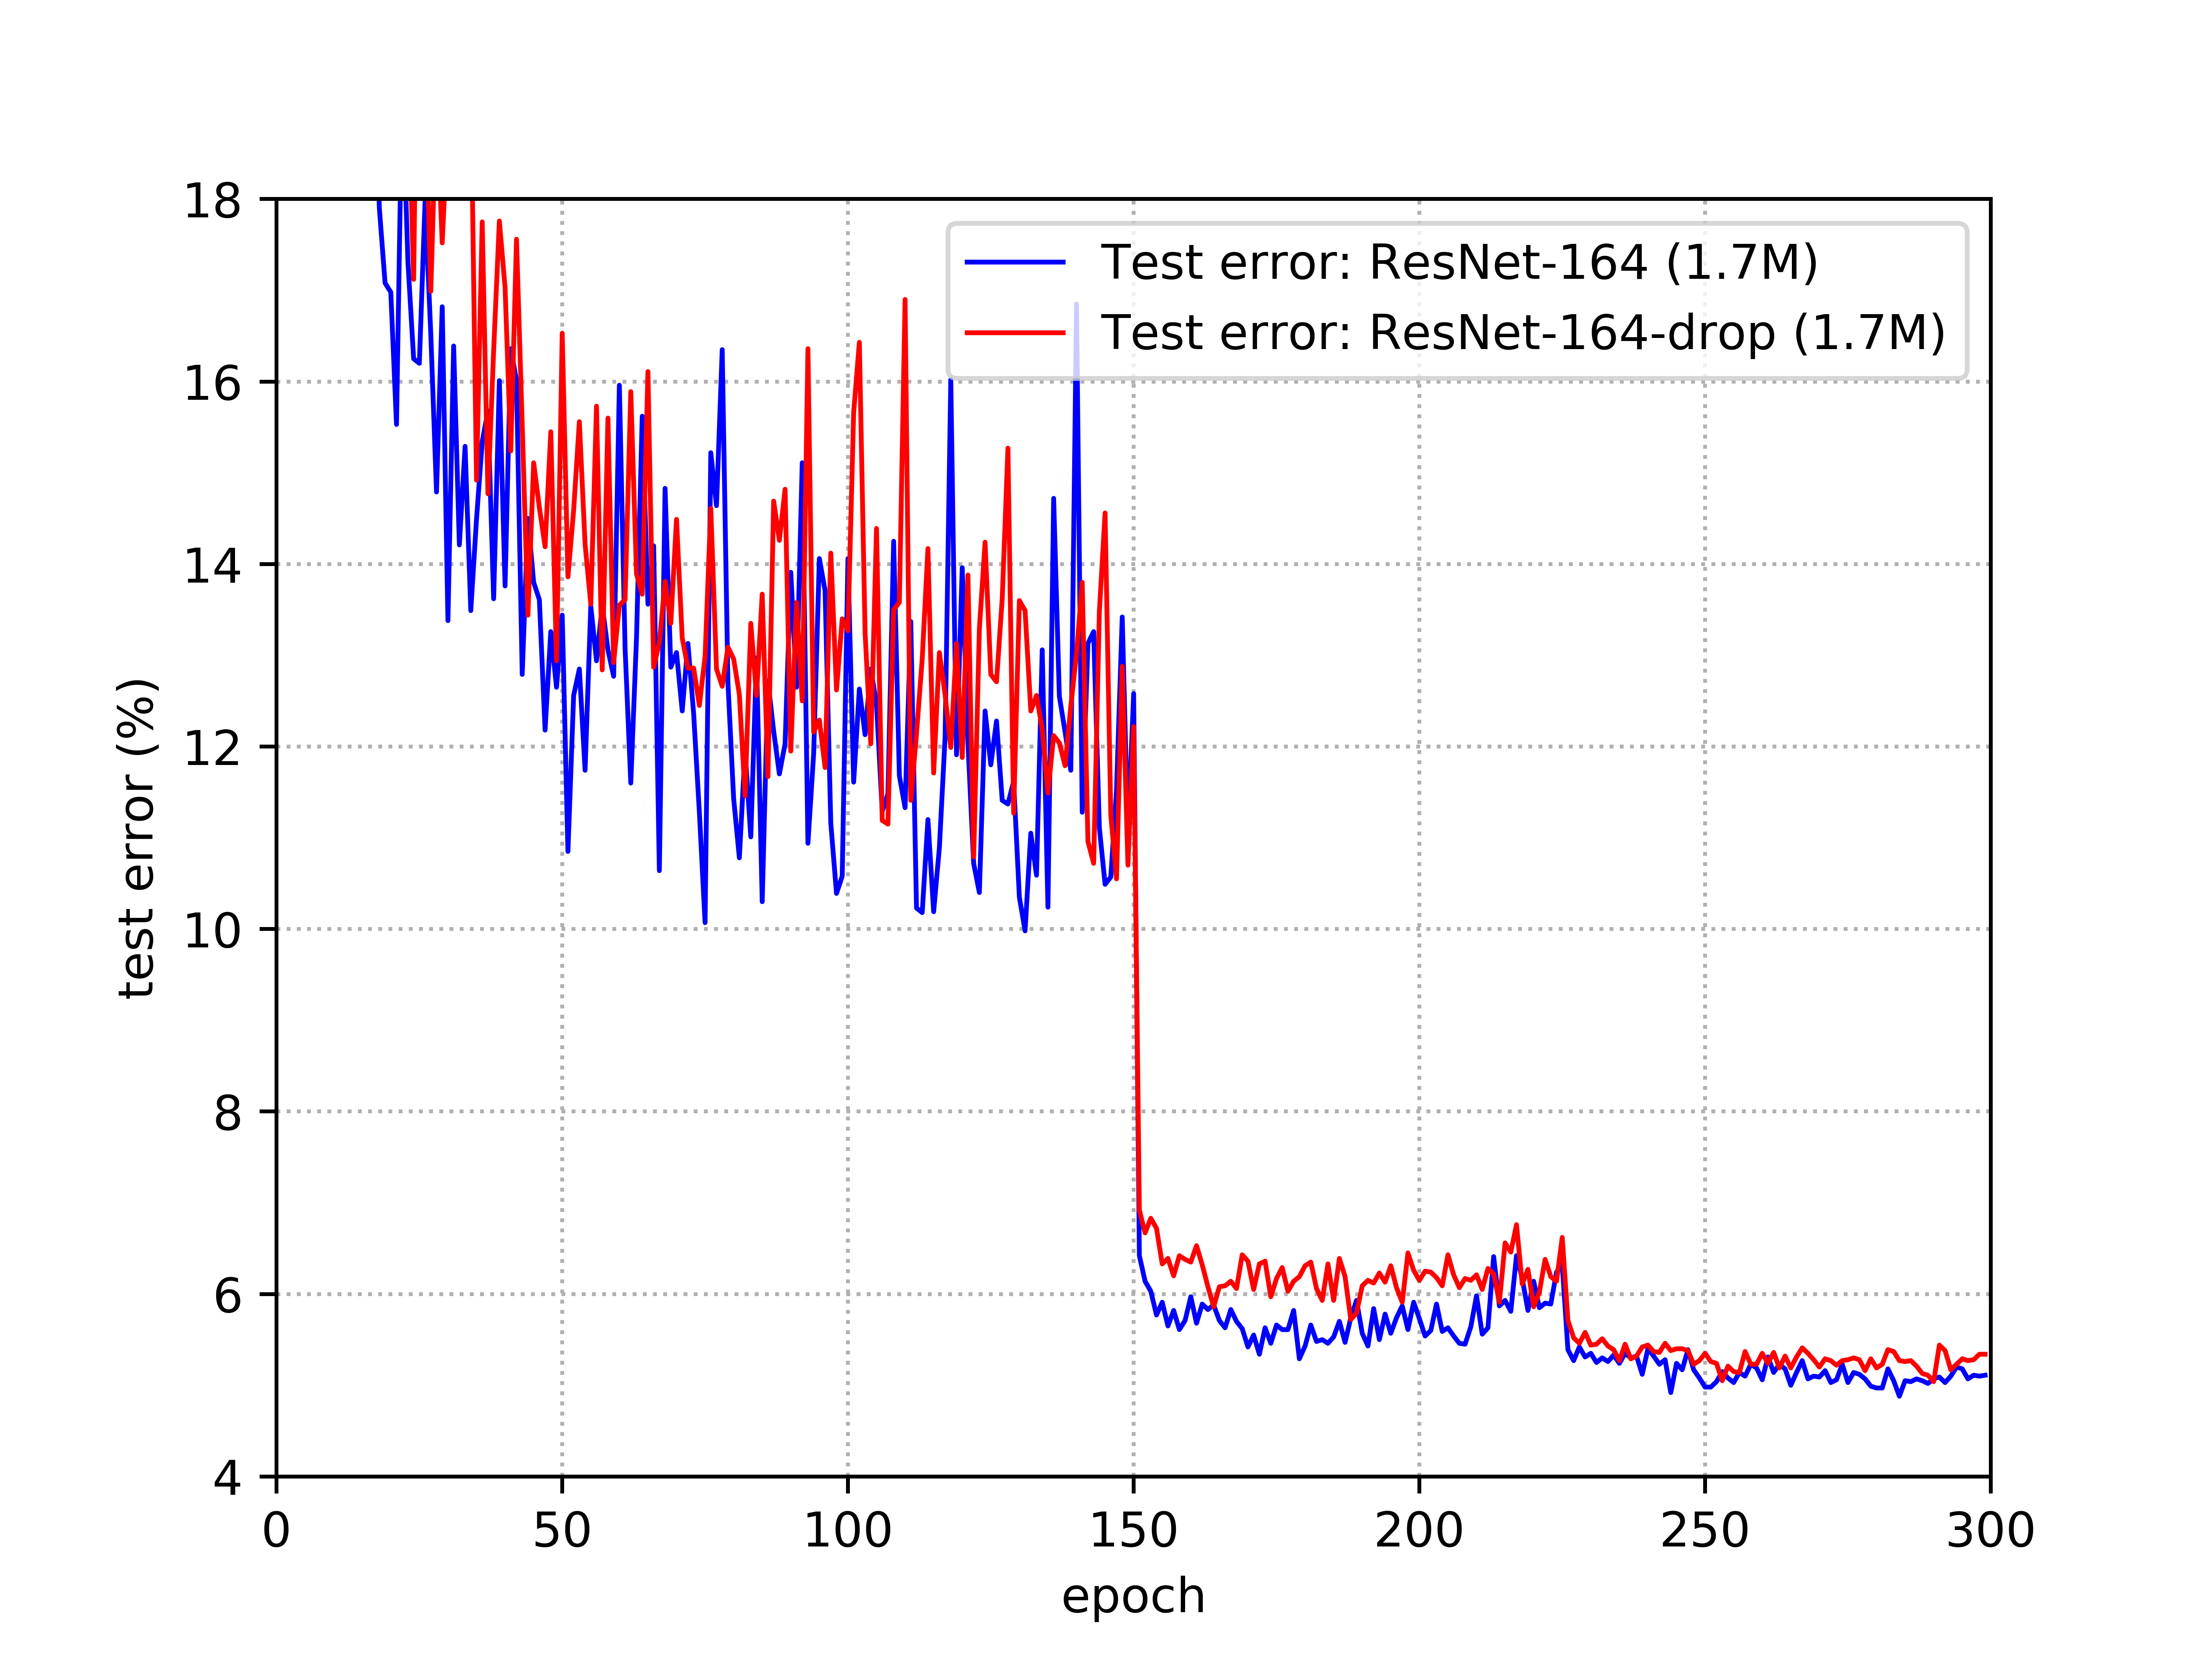 18
16
14
12
10
8
6
4
test error (%)
Test error: ResNet-164 (1.7M)
Test error: ResNet-164-drop (1.7M)
0 50 100 150 200 250 300
epoch